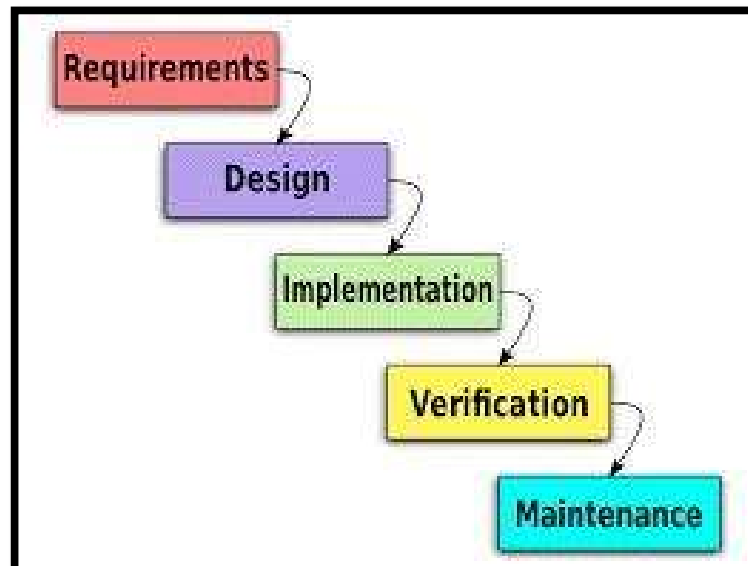 Requirements
Design
Implementation
Verification
Maintenance